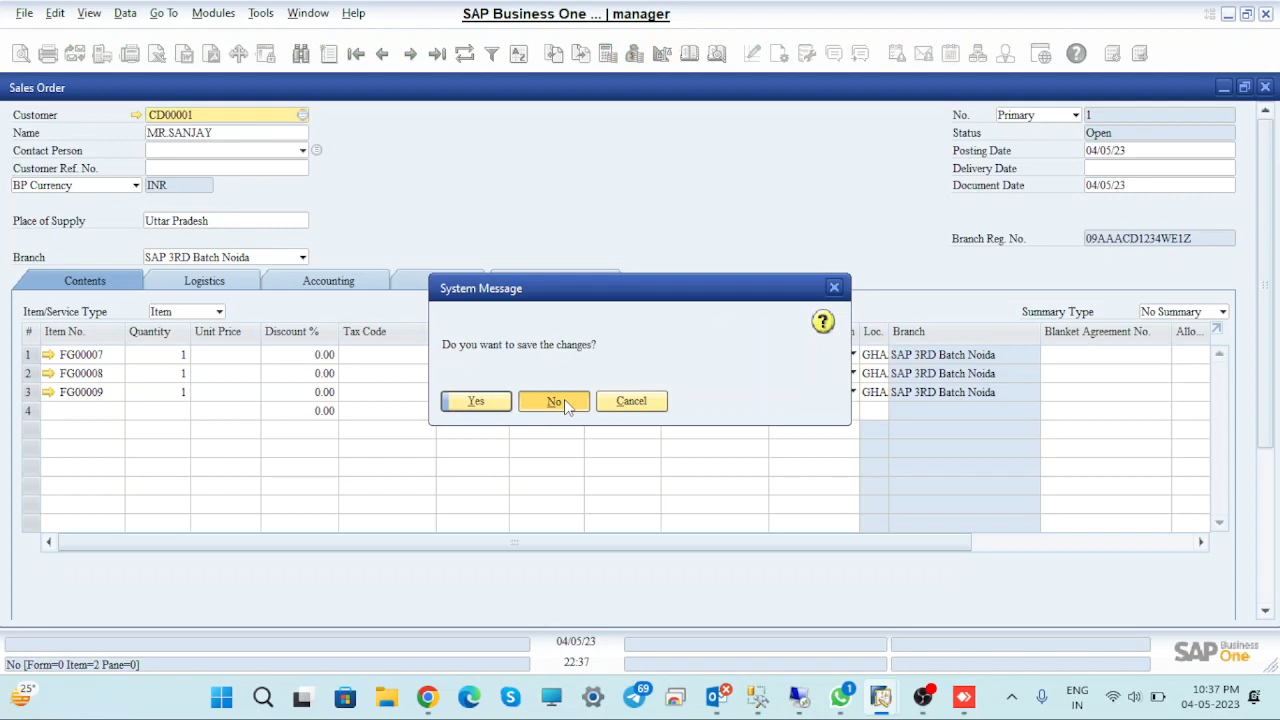 File Edit View Data Go To Modules Tools Window Help
SAP Business One ... | manager
Sales Order
Customer CD00001
No. Primary 1
Name MR.SANJAY
Status Open
Contact Person
Posting Date 04/05/23
Customer Ref. No.
Delivery Date
BP Currency INR
Document Date 04/05/23
Place of Supply Uttar Pradesh
Branch Reg. No. 09AAACD1234WE1Z
Branch SAP 3RD Batch Noida
Contents Logistics Accounting
System Message
Do you want to save the changes?
Yes No Cancel
Item/Service Type Item
Summary Type No Summary
# Item No. Quantity Unit Price Discount % Tax Code Loc. Branch Blanket Agreement No. Allo...
1 FG00007 1 0.00 GHA. SAP 3RD Batch Noida
2 FG00008 1 0.00 GHA. SAP 3RD Batch Noida
3 FG00009 1 0.00 GHA. SAP 3RD Batch Noida
4 0.00
04/05/23
No [Form=0 Item=2 Pane=0] 22:37
SAP Business One
25°
69
1
ENG
IN
10:37 PM
04-05-2023